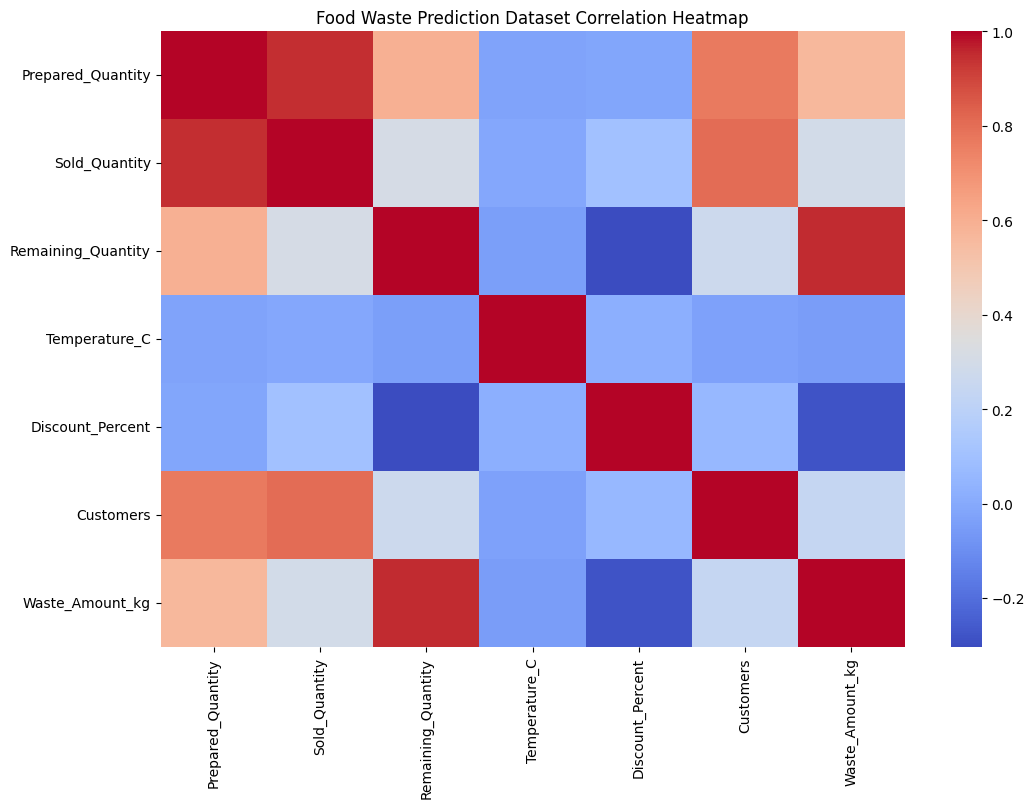 Food Waste Prediction Dataset Correlation Heatmap
Prepared_Quantity
Sold_Quantity
Remaining_Quantity
Temperature_C
Discount_Percent
Customers
Waste_Amount_kg
Prepared_Quantity
Sold_Quantity
Remaining_Quantity
Temperature_C
Discount_Percent
Customers
Waste_Amount_kg
1.0
0.8
0.6
0.4
0.2
0.0
−0.2